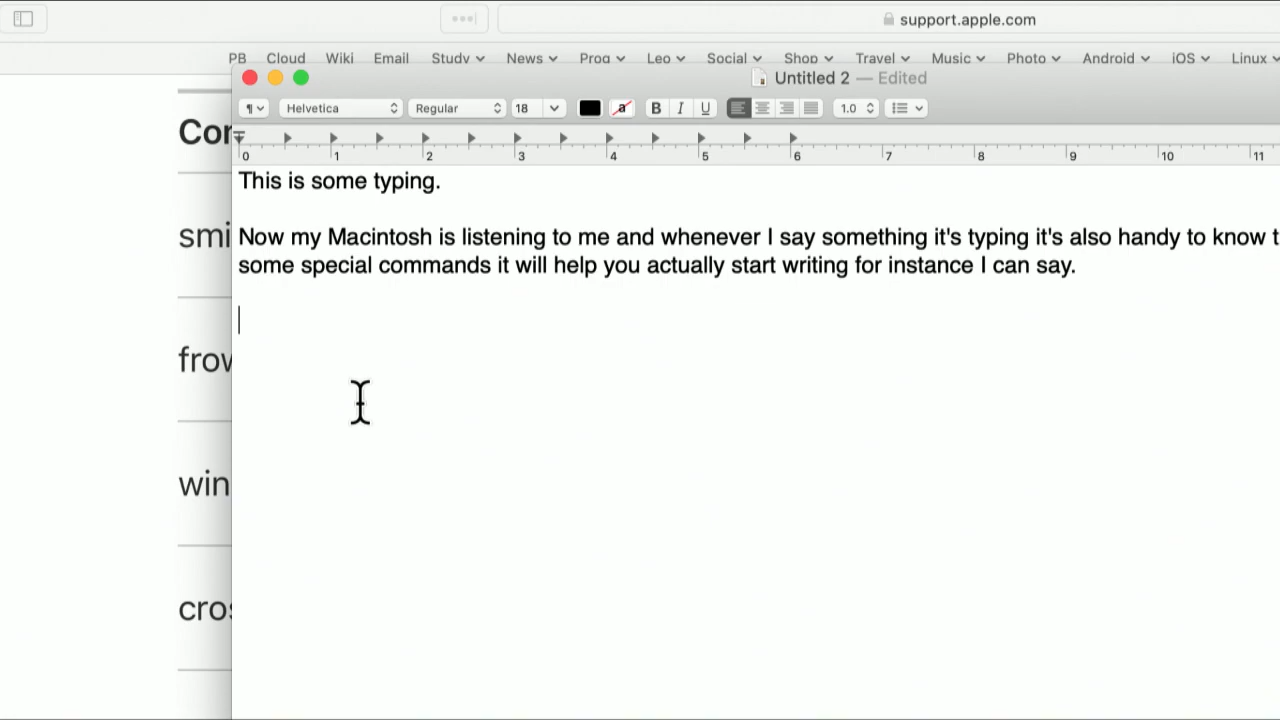 support.apple.com
PB Cloud Wiki Email Study News Prog Leo Social Shop Travel Music Photo Android iOS Linux
Untitled 2 — Edited
Helvetica Regular 18 a B I U 1.0
0 1 2 3 4 5 6 7 8 9 10 11
This is some typing.
Now my Macintosh is listening to me and whenever I say something it's typing it's also handy to know t
some special commands it will help you actually start writing for instance I can say.
Con
smi
frow
win
cros